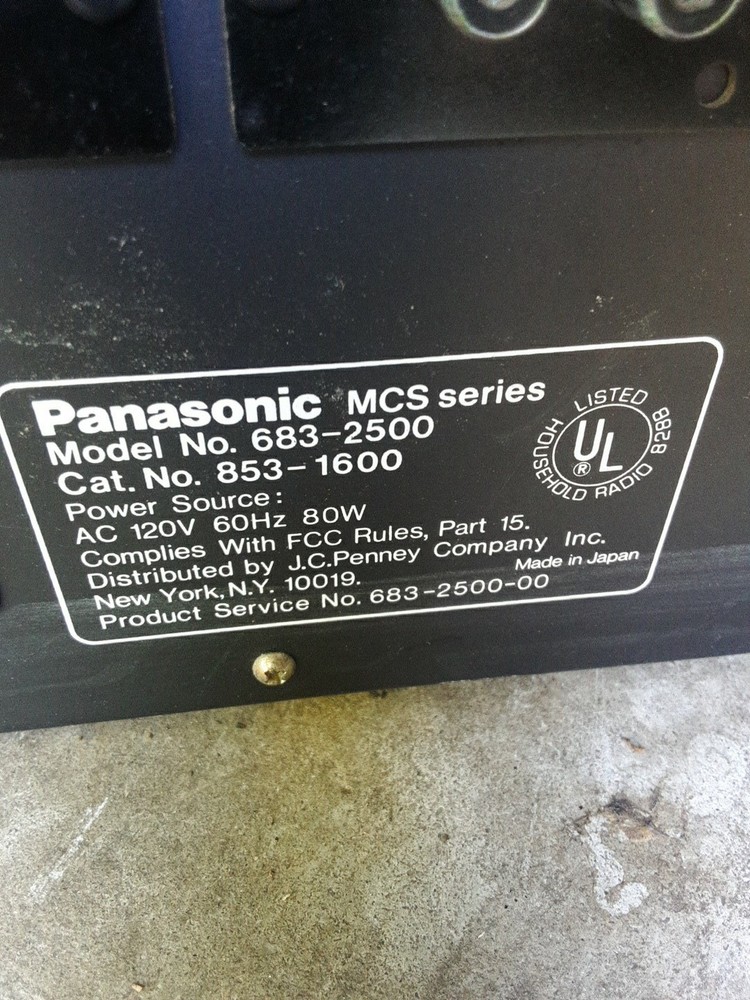 Panasonic MCS series
Model No. 683-2500
Cat. No. 853-1600
Power Source:
AC 120V 60Hz 80W
Complies With FCC Rules, Part 15.
Distributed by J.C.Penney Company Inc.
New York, N.Y. 10019.
Made in Japan
Product Service No. 683-2500-00
LISTED
UL
®
HOUSEHOLD RADIO 828B